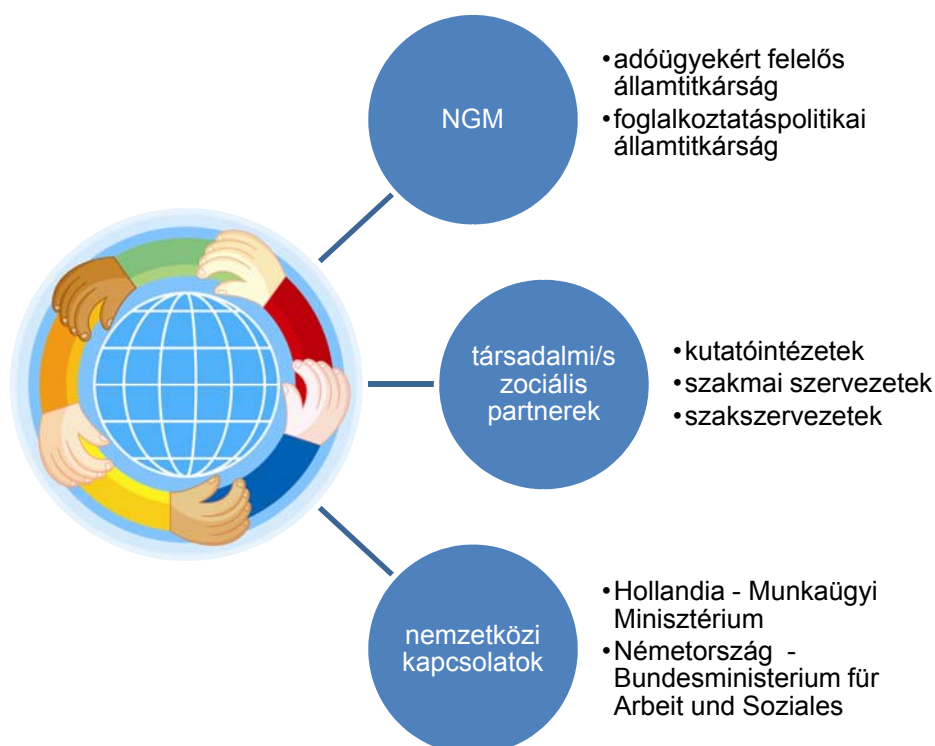 NGM
•adóügyekért felelős
államtitkárság
•foglalkoztatáspolitikai
államtitkárság
társadalmi/s
zociális
partnerek
•kutatóintézetek
•szakmai szervezetek
•szakszervezetek
nemzetközi
kapcsolatok
•Hollandia - Munkaügyi
Minisztérium
•Németország -
Bundesministerium für
Arbeit und Soziales